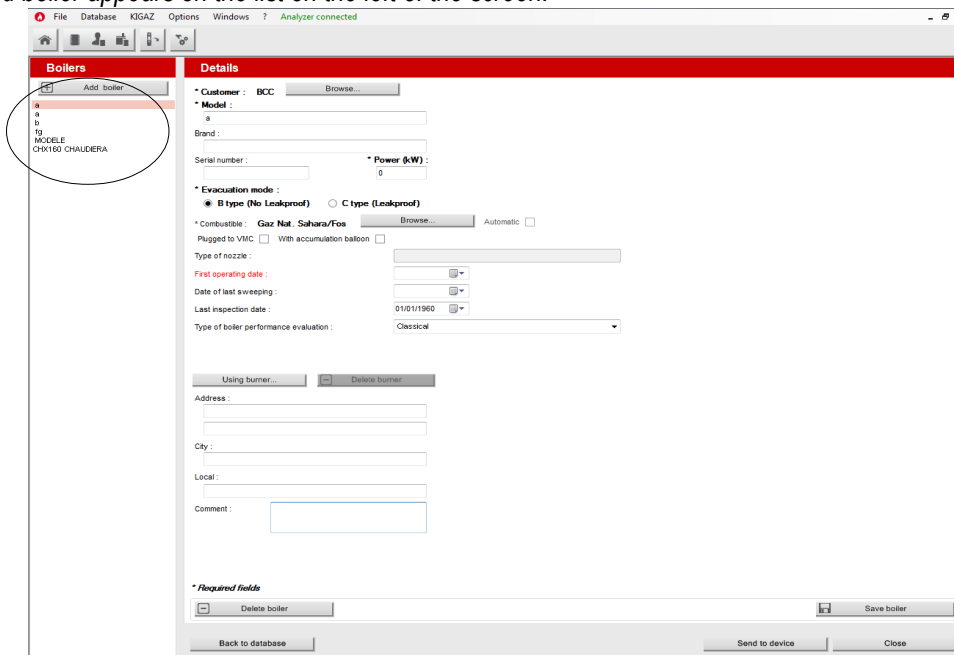 a boiler appears on the list on the left of the screen.
File Database KIGAZ Options Windows ? Analyzer connected
Boilers
Add boiler
a
a
b
fg
MODELE
CHX160 CHAUDIERA
Details
* Customer : BCC Browse...
* Model :
a
Brand :
Serial number : * Power (kW) :
0
* Evacuation mode :
B type (No Leakproof) C type (Leakproof)
* Combustible : Gaz Nat. Sahara/Fos Browse... Automatic
Plugged to VMC With accumulation balloon
Type of nozzle :
First operating date :
Date of last sweeping :
Last inspection date : 01/01/1960
Type of boiler performance evaluation : Classical
Using burner... Delete burner
Address :
City :
Local :
Comment :
* Required fields
Delete boiler Save boiler
Back to database Send to device Close